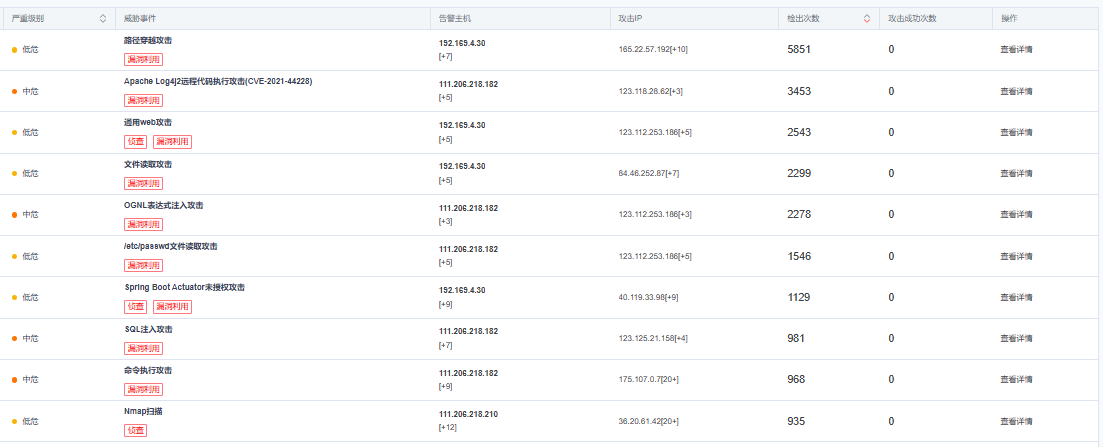 严重级别 威胁事件 告警主机 攻击IP 检出次数 攻击成功次数 操作
低危 路径穿越攻击 192.169.4.30 165.22.57.192[+10] 5851 0 查看详情
漏洞利用 [+7]
中危 Apache Log4j2远程代码执行攻击(CVE-2021-44228) 111.206.218.182 123.118.28.62[+3] 3453 0 查看详情
漏洞利用 [+5]
低危 通用web攻击 192.169.4.30 123.112.253.186[+5] 2543 0 查看详情
侦查 漏洞利用 [+5]
低危 文件读取攻击 192.169.4.30 64.46.252.87[+7] 2299 0 查看详情
漏洞利用 [+5]
中危 OGNL表达式注入攻击 111.206.218.182 123.112.253.186[+3] 2278 0 查看详情
漏洞利用 [+3]
低危 /etc/passwd文件读取攻击 111.206.218.182 123.112.253.186[+5] 1546 0 查看详情
漏洞利用 [+5]
低危 Spring Boot Actuator未授权攻击 192.169.4.30 40.119.33.98[+9] 1129 0 查看详情
侦查 漏洞利用 [+9]
中危 SQL注入攻击 111.206.218.182 123.125.21.158[+4] 981 0 查看详情
漏洞利用 [+7]
中危 命令执行攻击 111.206.218.182 175.107.0.7[20+] 968 0 查看详情
漏洞利用 [+9]
低危 Nmap扫描 111.206.218.210 36.20.61.42[20+] 935 0 查看详情
侦查 [+12]